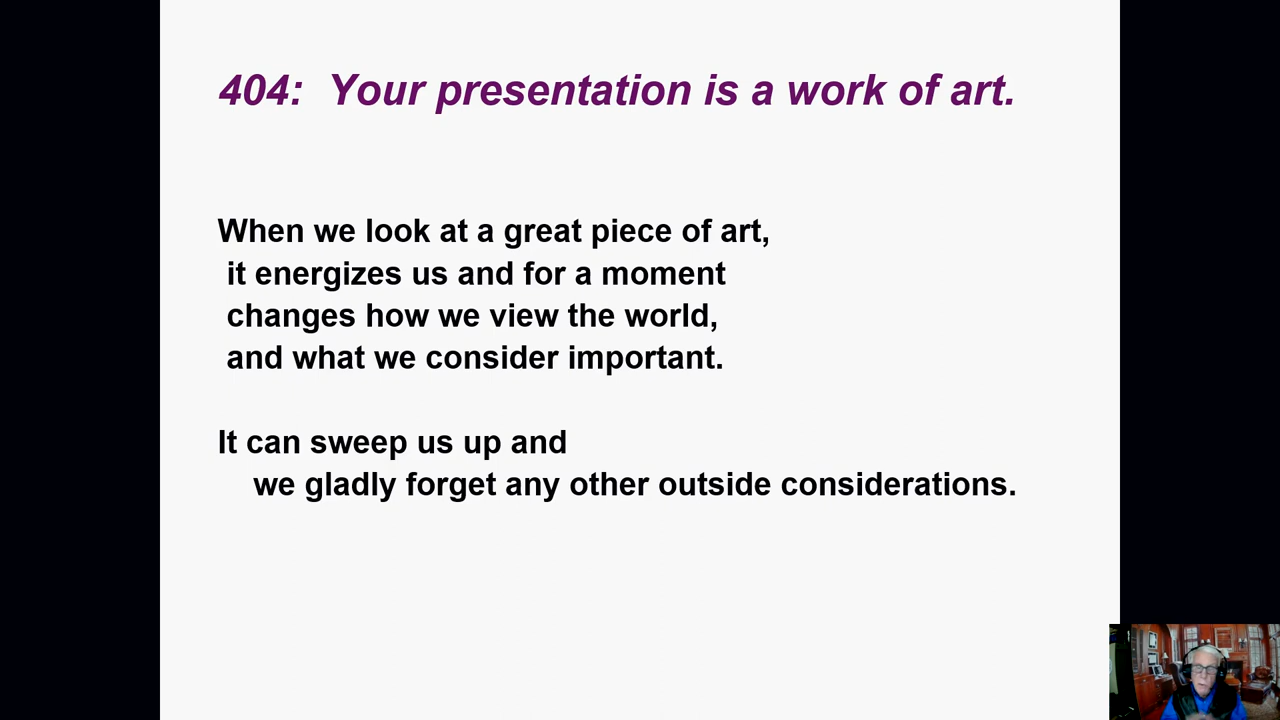 404: Your presentation is a work of art.
When we look at a great piece of art,
it energizes us and for a moment
changes how we view the world,
and what we consider important.
It can sweep us up and
we gladly forget any other outside considerations.